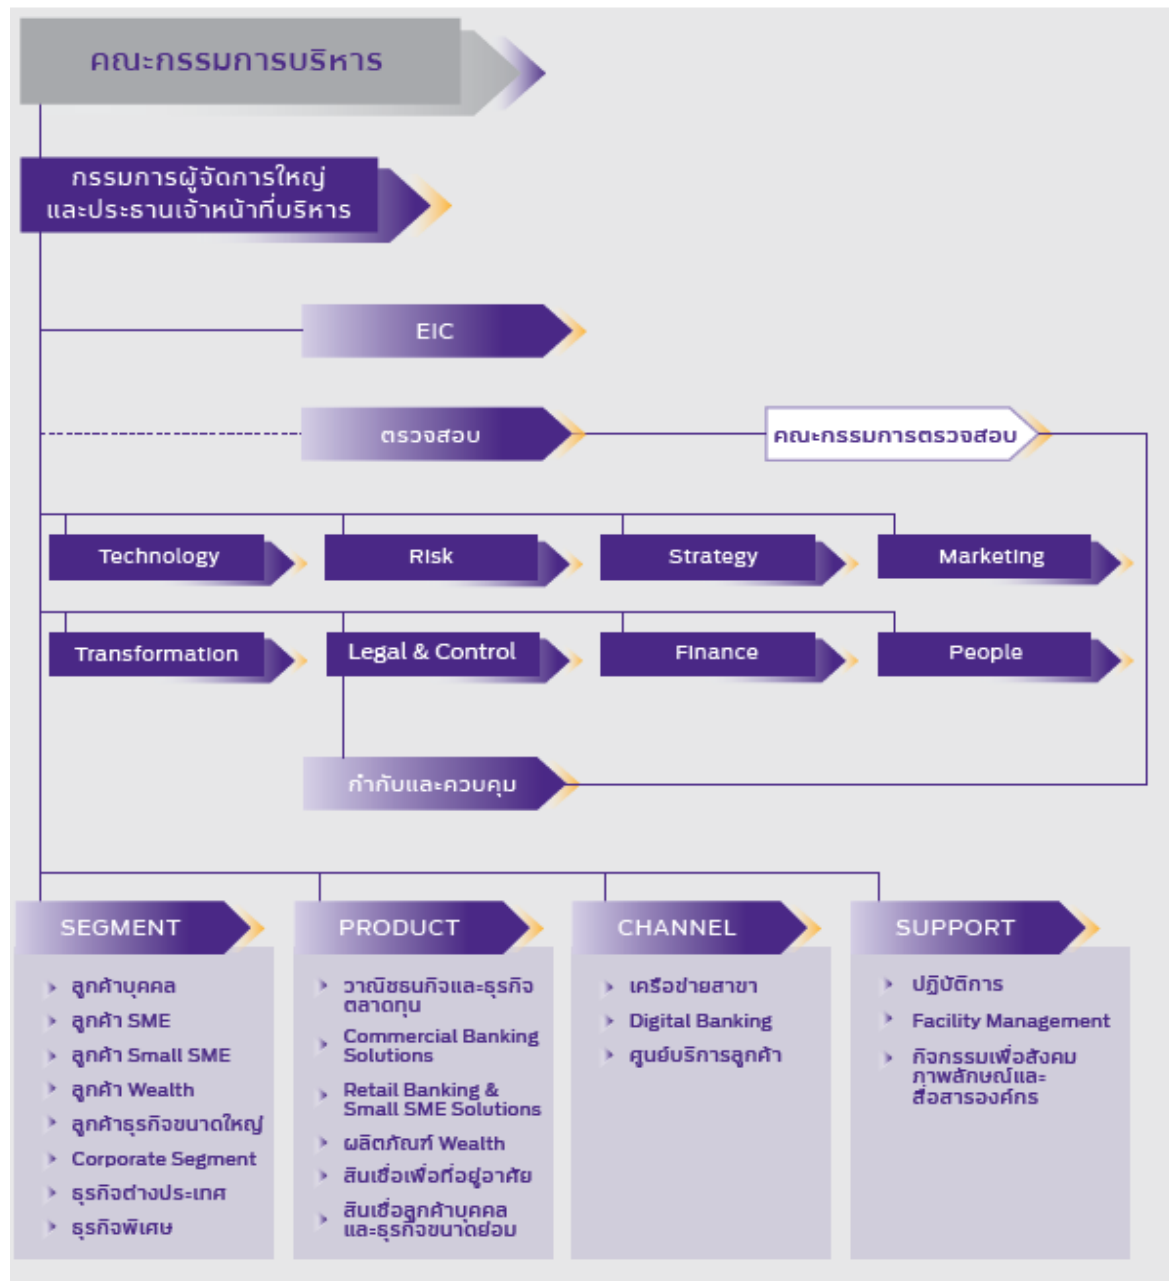 คณะกรรมการบริหาร
กรรมการผู้จัดการใหญ่
และประธานเจ้าหน้าที่บริหาร
EIC
ตรวจสอบ
คณะกรรมการตรวจสอบ
Technology
Risk
Strategy
Marketing
Transformation
Legal & Control
Finance
People
กำกับและควบคุม
SEGMENT
ลูกค้าบุคคล
ลูกค้า SME
ลูกค้า Small SME
ลูกค้า Wealth
ลูกค้าธุรกิจขนาดใหญ่
Corporate Segment
ธุรกิจต่างประเทศ
ธุรกิจพิเศษ
PRODUCT
วาณิชธนกิจและธุรกิจ
ตลาดทุน
Commercial Banking
Solutions
Retail Banking &
Small SME Solutions
ผลิตภัณฑ์ Wealth
สินเชื่อเพื่อที่อยู่อาศัย
สินเชื่อลูกค้าบุคคล
และธุรกิจขนาดย่อม
CHANNEL
เครือข่ายสาขา
Digital Banking
ศูนย์บริการลูกค้า
SUPPORT
ปฏิบัติการ
Facility Management
กิจกรรมเพื่อสังคม
ภาพลักษณ์และ
สื่อสารองค์กร